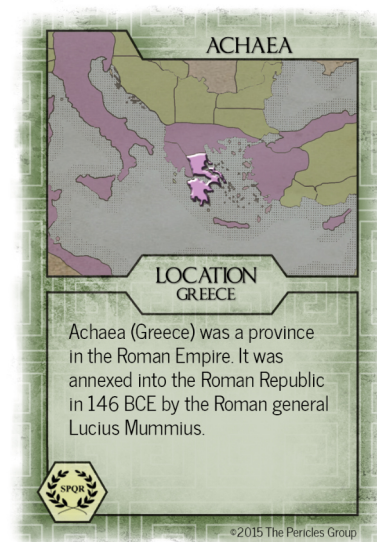 ACHAEA
LOCATION
GREECE
Achaea (Greece) was a province
in the Roman Empire. It was
annexed into the Roman Republic
in 146 BCE by the Roman general
Lucius Mummius.
SPQR
©2015 The Pericles Group